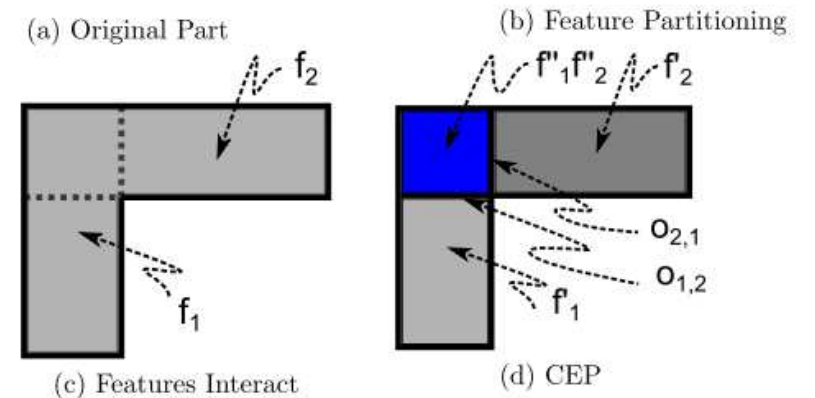 (a) Original Part
(b) Feature Partitioning
f₂
f"₁f"₂
f'₂
o₂,₁
o₁,₂
f₁
f'₁
(c) Features Interact
(d) CEP